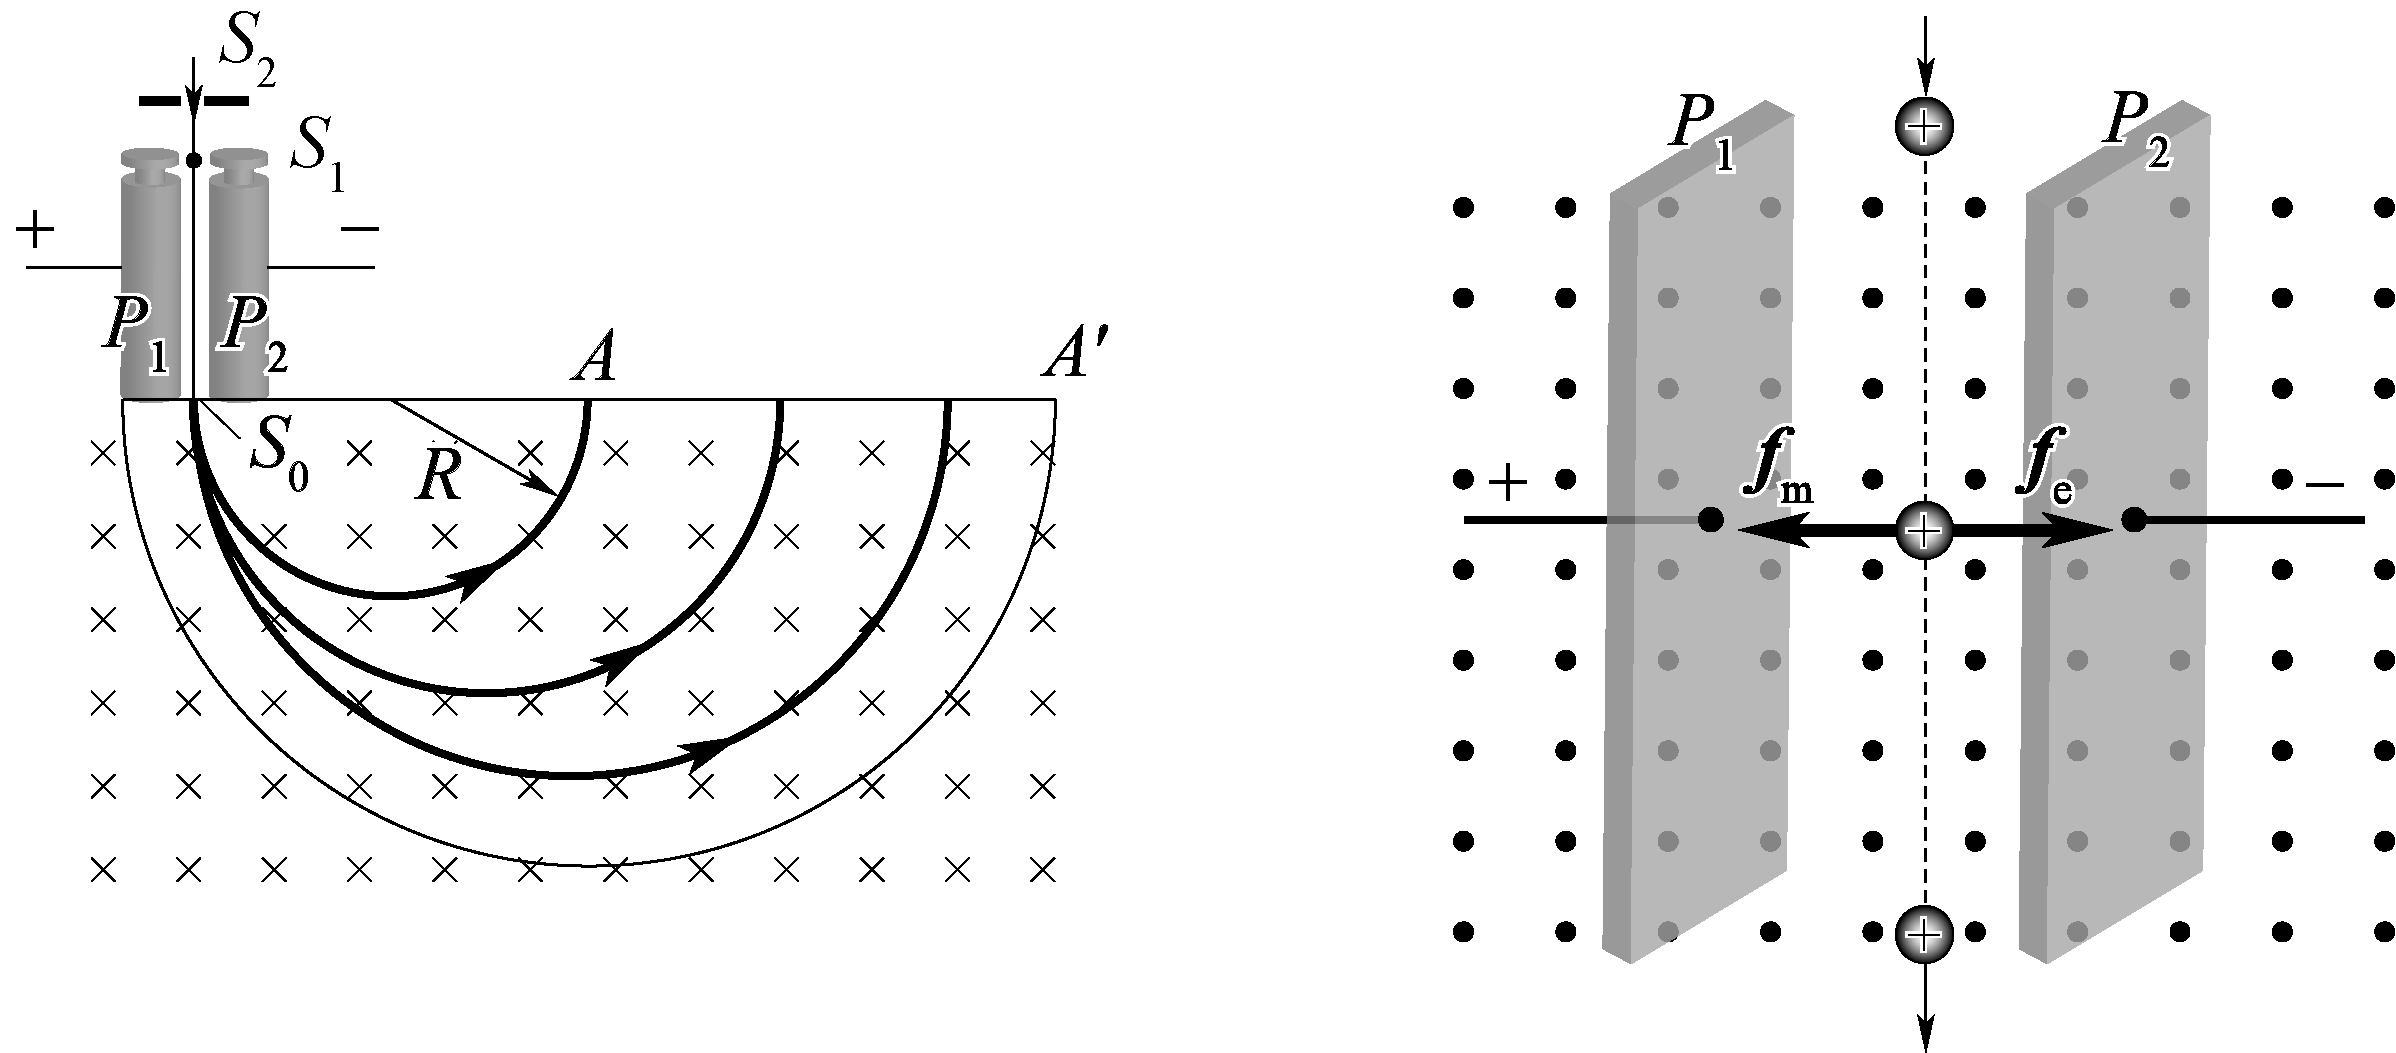 S2
S1
+ −
P1 P2
A A′
S0
R
P1 P2
+
+ fm fe −
+
+